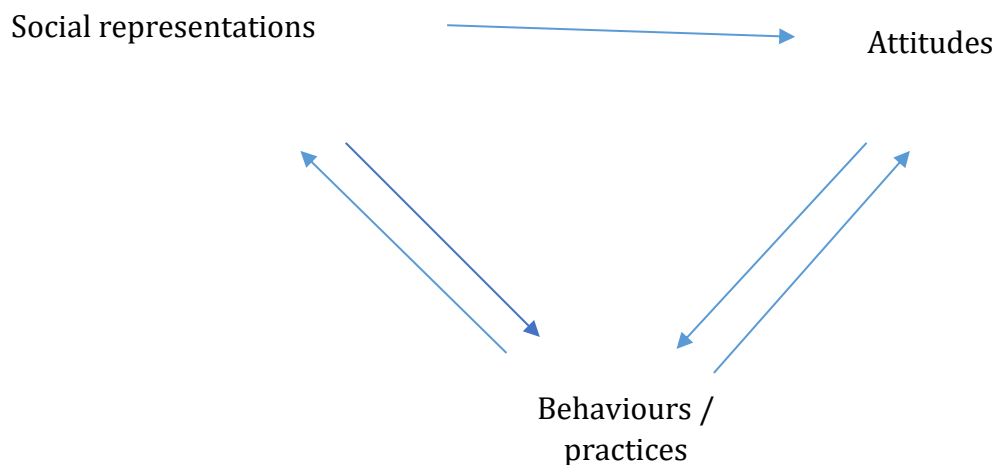 Social representations
Attitudes
Behaviours /
practices